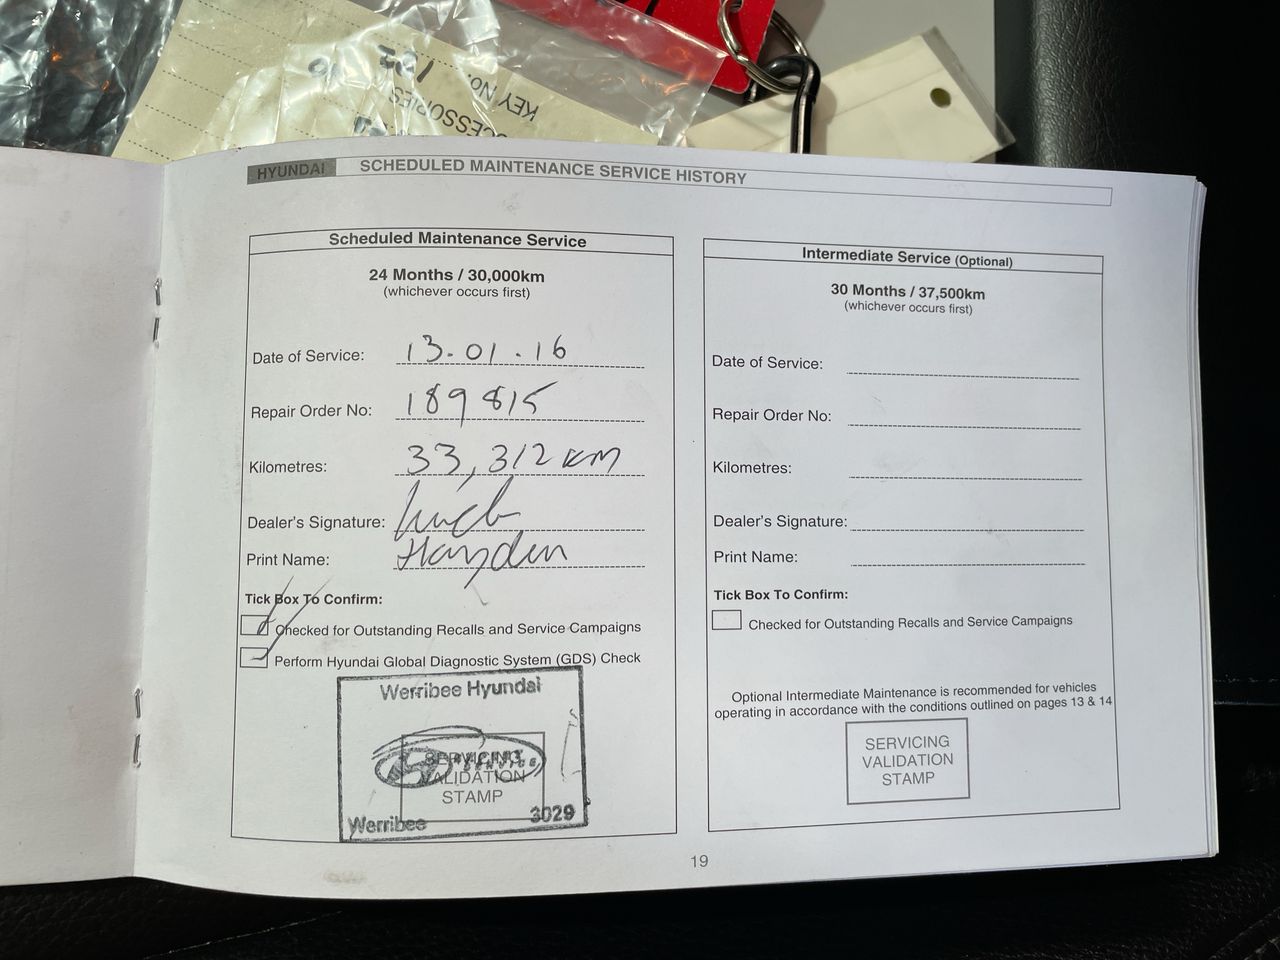 KEY No.
CESSORIES
HYUNDAI SCHEDULED MAINTENANCE SERVICE HISTORY
Scheduled Maintenance Service
24 Months / 30,000km
(whichever occurs first)
Date of Service: 13.01.16
Repair Order No: 189815
Kilometres: 33,312 KM
Dealer's Signature:
Print Name: Hayden
Tick Box To Confirm:
Checked for Outstanding Recalls and Service Campaigns
Perform Hyundai Global Diagnostic System (GDS) Check
Werribee Hyundai
SERVICING
VALIDATION
STAMP
Werribee 3029
Intermediate Service (Optional)
30 Months / 37,500km
(whichever occurs first)
Date of Service:
Repair Order No:
Kilometres:
Dealer's Signature:
Print Name:
Tick Box To Confirm:
Checked for Outstanding Recalls and Service Campaigns
Optional Intermediate Maintenance is recommended for vehicles
operating in accordance with the conditions outlined on pages 13 & 14
SERVICING
VALIDATION
STAMP
19